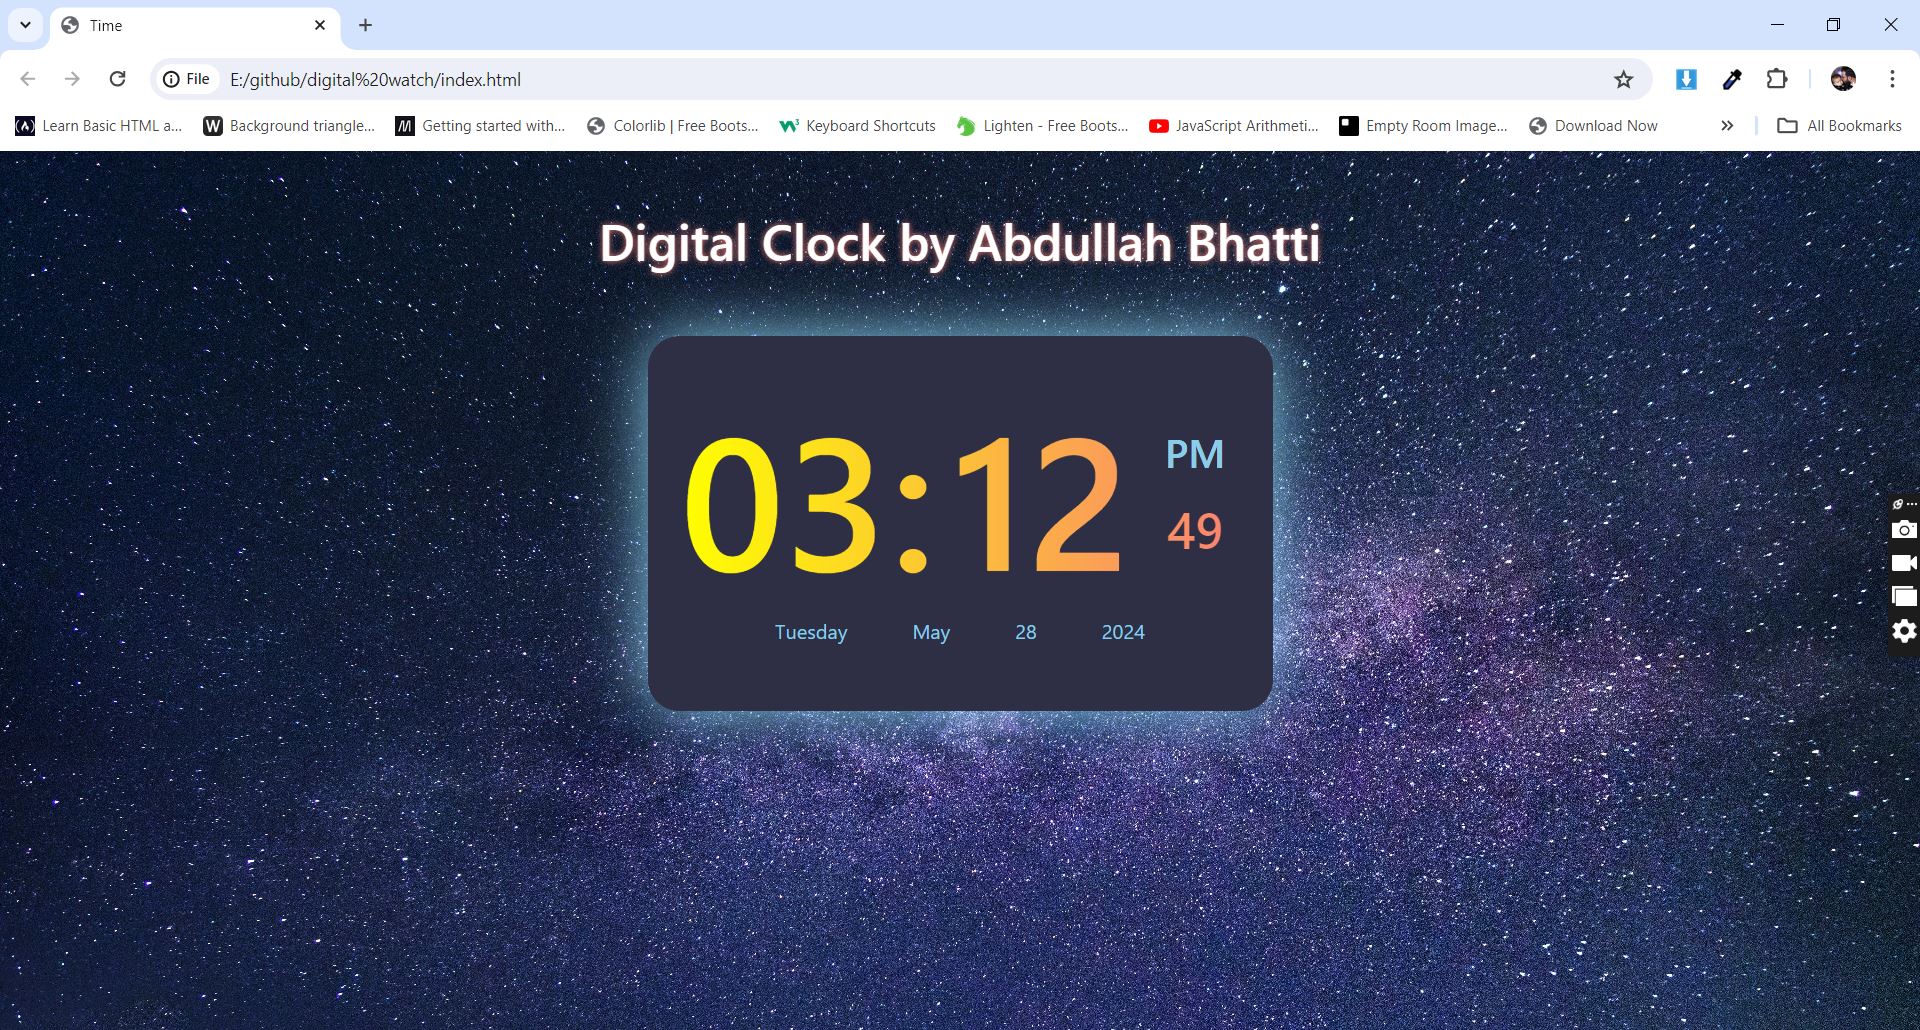 Time
File E:/github/digital%20watch/index.html
Learn Basic HTML a... Background triangle... Getting started with... Colorlib | Free Boots... Keyboard Shortcuts Lighten - Free Boots... JavaScript Arithmeti... Empty Room Image... Download Now All Bookmarks
Digital Clock by Abdullah Bhatti
03:12 PM
49
Tuesday May 28 2024